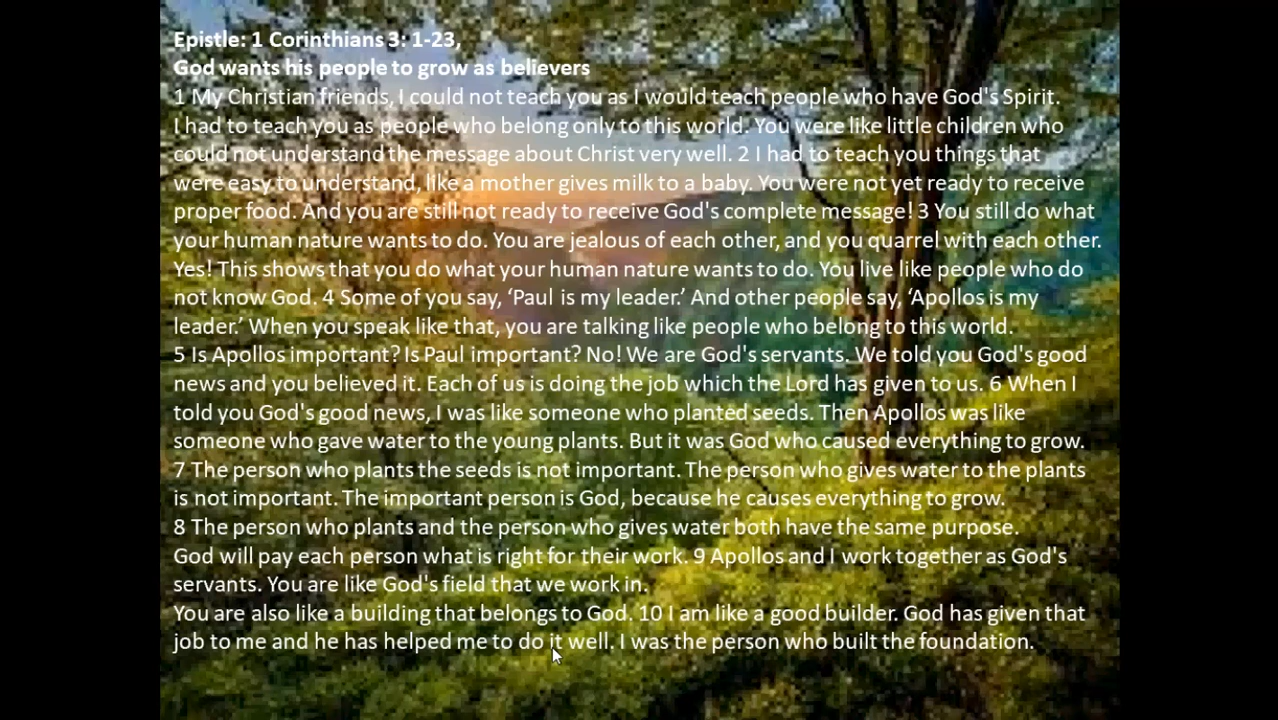 Epistle: 1 Corinthians 3: 1-23,
God wants his people to grow as believers
1 My Christian friends, I could not teach you as I would teach people who have God's Spirit.
I had to teach you as people who belong only to this world. You were like little children who
could not understand the message about Christ very well. 2 I had to teach you things that
were easy to understand, like a mother gives milk to a baby. You were not yet ready to receive
proper food. And you are still not ready to receive God's complete message! 3 You still do what
your human nature wants to do. You are jealous of each other, and you quarrel with each other.
Yes! This shows that you do what your human nature wants to do. You live like people who do
not know God. 4 Some of you say, ‘Paul is my leader.’ And other people say, ‘Apollos is my
leader.’ When you speak like that, you are talking like people who belong to this world.
5 Is Apollos important? Is Paul important? No! We are God's servants. We told you God's good
news and you believed it. Each of us is doing the job which the Lord has given to us. 6 When I
told you God's good news, I was like someone who planted seeds. Then Apollos was like
someone who gave water to the young plants. But it was God who caused everything to grow.
7 The person who plants the seeds is not important. The person who gives water to the plants
is not important. The important person is God, because he causes everything to grow.
8 The person who plants and the person who gives water both have the same purpose.
God will pay each person what is right for their work. 9 Apollos and I work together as God's
servants. You are like God's field that we work in.
You are also like a building that belongs to God. 10 I am like a good builder. God has given that
job to me and he has helped me to do it well. I was the person who built the foundation.